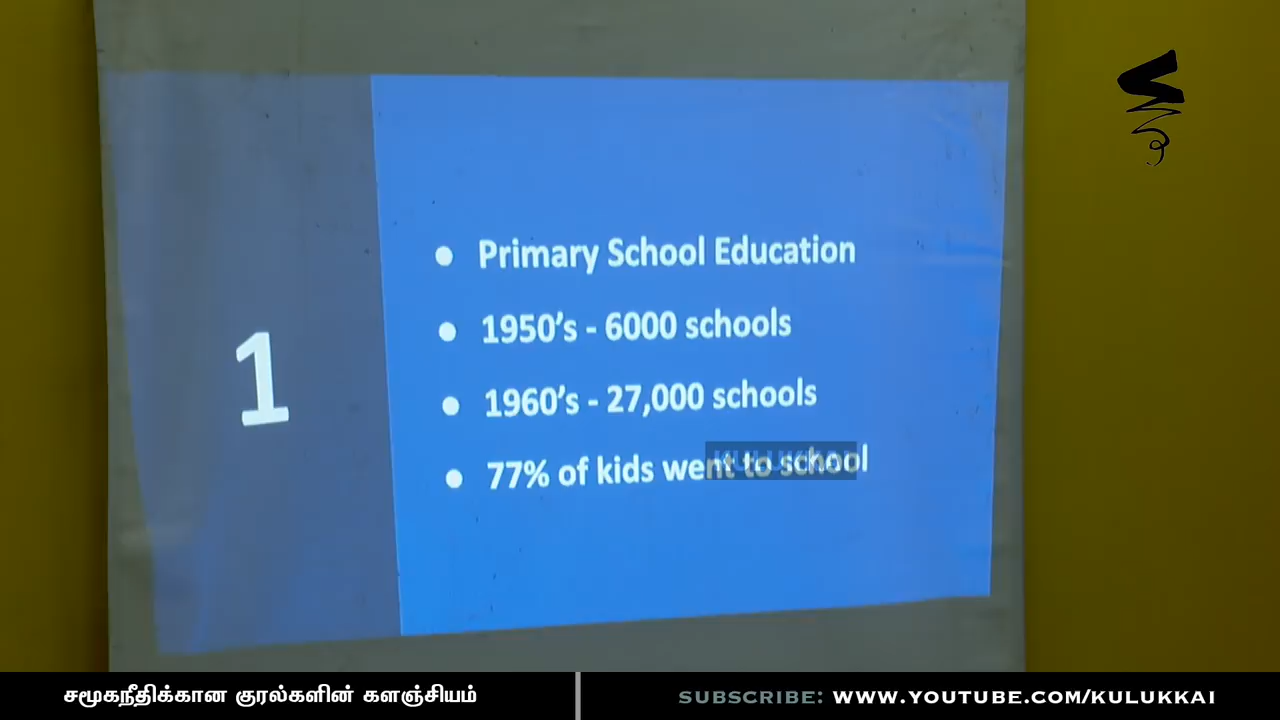 1
● Primary School Education
● 1950's - 6000 schools
● 1960's - 27,000 schools
● 77% of kids went to school
KULUKKAI
சமூகநீதிக்கான குரல்களின் களஞ்சியம்
SUBSCRIBE: WWW.YOUTUBE.COM/KULUKKAI